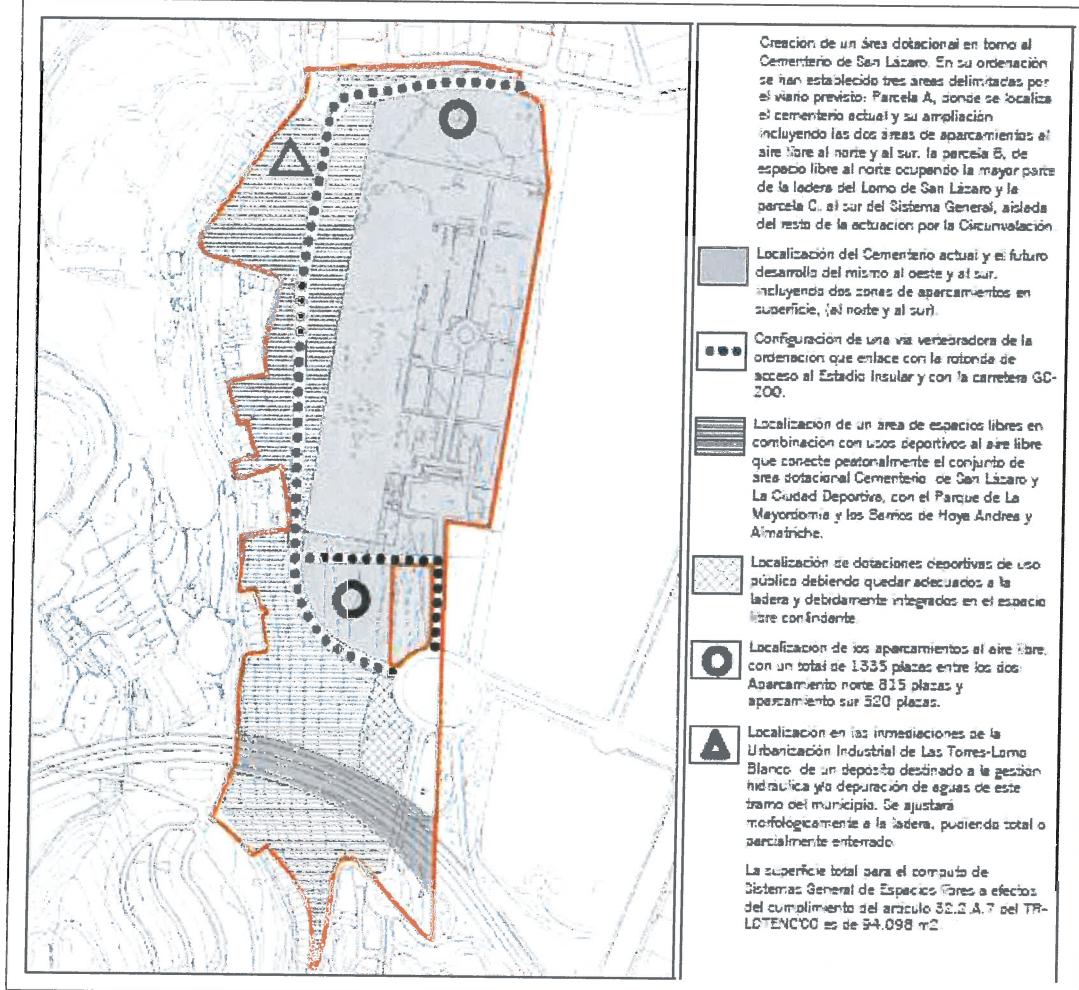 Creación de un área dotacional en torno al
Cementerio de San Lázaro. En su ordenación
se han establecido tres áreas delimitadas por
el viario previsto: Parcela A, donde se localiza
el cementerio actual y su ampliación
incluyendo las dos áreas de aparcamientos al
aire libre al norte y al sur, la parcela B, de
espacio libre al norte ocupando la mayor parte
de la ladera del Lomo de San Lázaro y la
parcela C, al sur del Sistema General, aislada
del resto de la actuación por la Circunvalación
Localización del Cementerio actual y el futuro
desarrollo del mismo al oeste y al sur,
incluyendo dos zonas de aparcamientos en
superficie, (al norte y al sur).
Configuración de una vía vertebradora de la
ordenación que enlace con la rotonda de
acceso al Estadio Insular y con la carretera GC-
200.
Localización de un área de espacios libres en
combinación con usos deportivos al aire libre
que conecte peatonalmente el conjunto de
área dotacional Cementerio de San Lázaro y
La Ciudad Deportiva, con el Parque de La
Mayordomía y los Barrios de Hoya Andrea y
Almatriche.
Localización de dotaciones deportivas de uso
público debiendo quedar adecuados a la
ladera y debidamente integrados en el espacio
libre colindante.
Localización de los aparcamientos al aire libre,
con un total de 1335 plazas entre los dos:
Aparcamiento norte 815 plazas y
aparcamiento sur 520 plazas.
Localización en las inmediaciones de la
Urbanización Industrial de Las Torres-Lomo
Blanco de un depósito destinado a la gestión
hidráulica y/o depuración de aguas de este
tramo del municipio. Se ajustará
morfológicamente a la ladera, pudiendo total o
parcialmente enterrado.
La superficie total para el computo de
Sistemas General de Espacios libres a efectos
del cumplimiento del artículo 32.2.A.7 del TR-
LOTENC'00 es de 94.098 m2